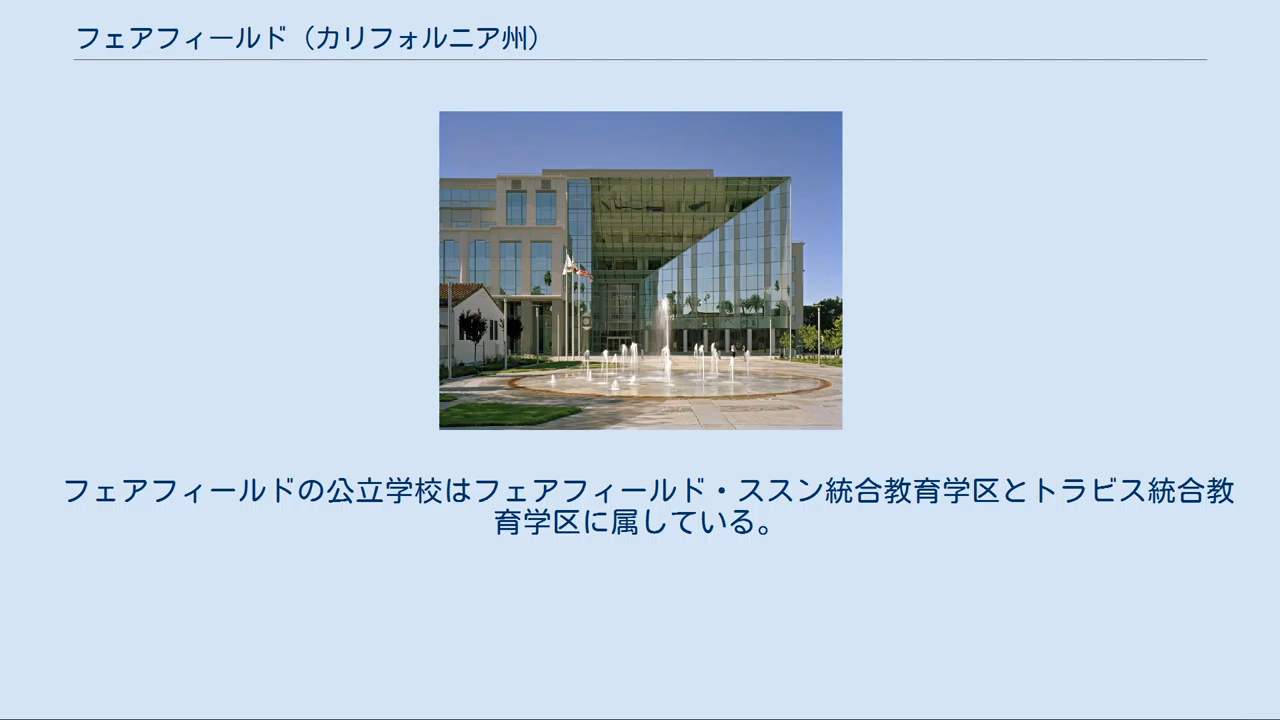 フェアフィールド（カリフォルニア州）
フェアフィールドの公立学校はフェアフィールド・ススン統合教育学区とトラビス統合教
育学区に属している。